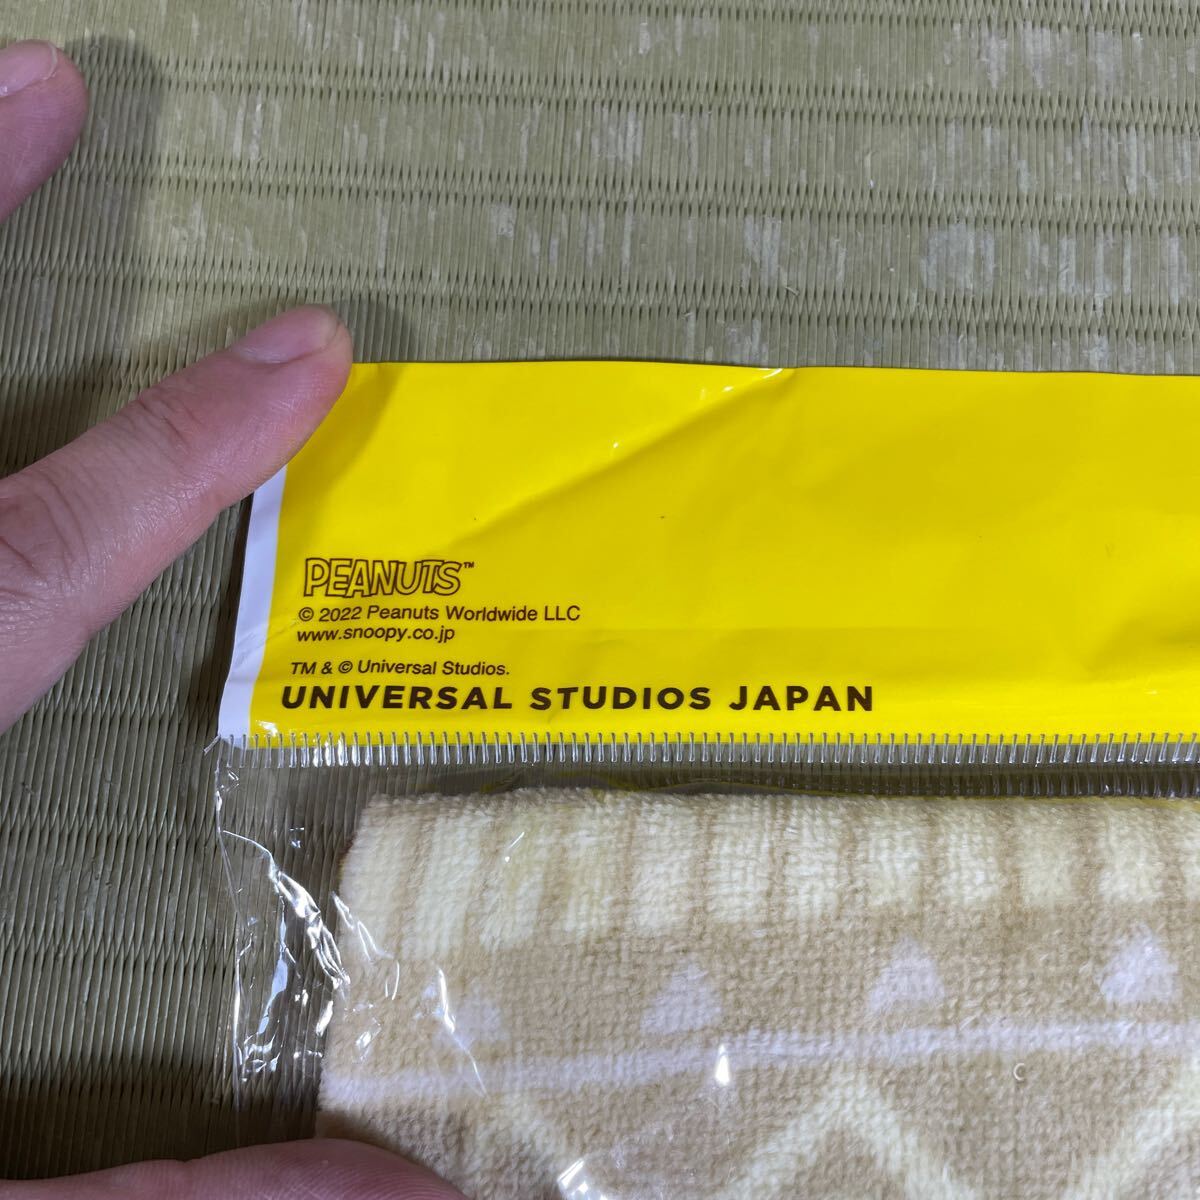 PEANUTS™
© 2022 Peanuts Worldwide LLC
www.snoopy.co.jp
TM & © Universal Studios.
UNIVERSAL STUDIOS JAPAN